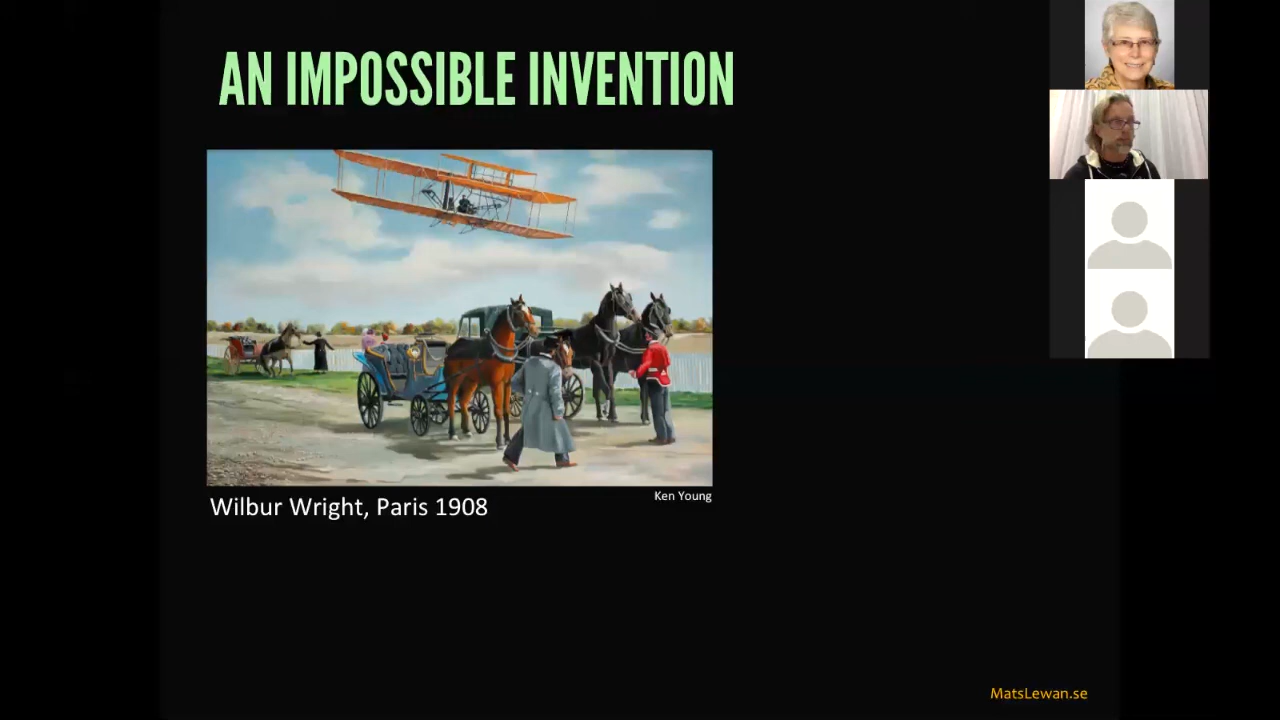 AN IMPOSSIBLE INVENTION
Ken Young
Wilbur Wright, Paris 1908
MatsLewan.se